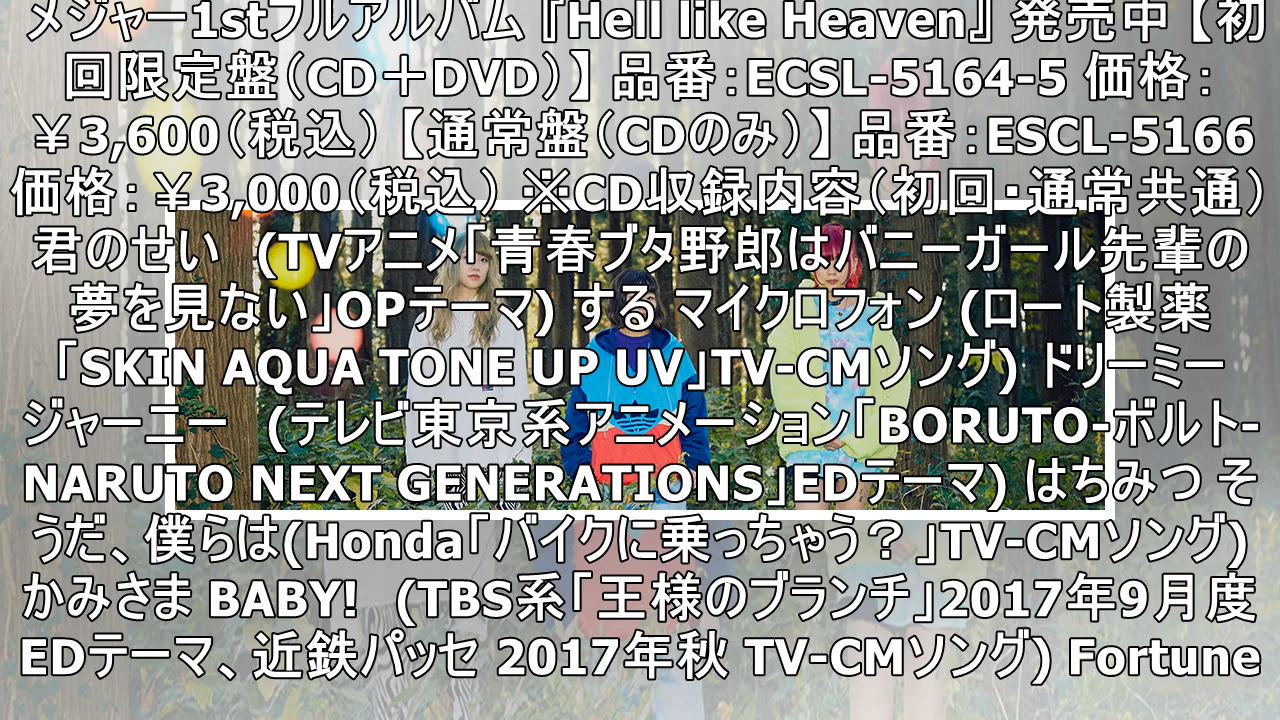 メジャー1stフルアルバム『Hell like Heaven』発売中【初
回限定盤（CD＋DVD）】品番：ECSL-5164-5 価格：
￥3,600（税込）【通常盤（CDのみ）】品番：ESCL-5166
価格：￥3,000（税込） ※CD収録内容（初回・通常共通）
君のせい　(TVアニメ「青春ブタ野郎はバニーガール先輩の
夢を見ない」OPテーマ) する マイクロフォン (ロート製薬
「SKIN AQUA TONE UP UV」TV-CMソング) ドリーミー
ジャーニー　(テレビ東京系アニメーション「BORUTO-ボルト-
NARUTO NEXT GENERATIONS」EDテーマ) はちみつ そ
うだ、僕らは(Honda「バイクに乗っちゃう？」TV-CMソング)
かみさま BABY!　(TBS系「王様のブランチ」2017年9月度
EDテーマ、近鉄パッセ 2017年秋 TV-CMソング) Fortune